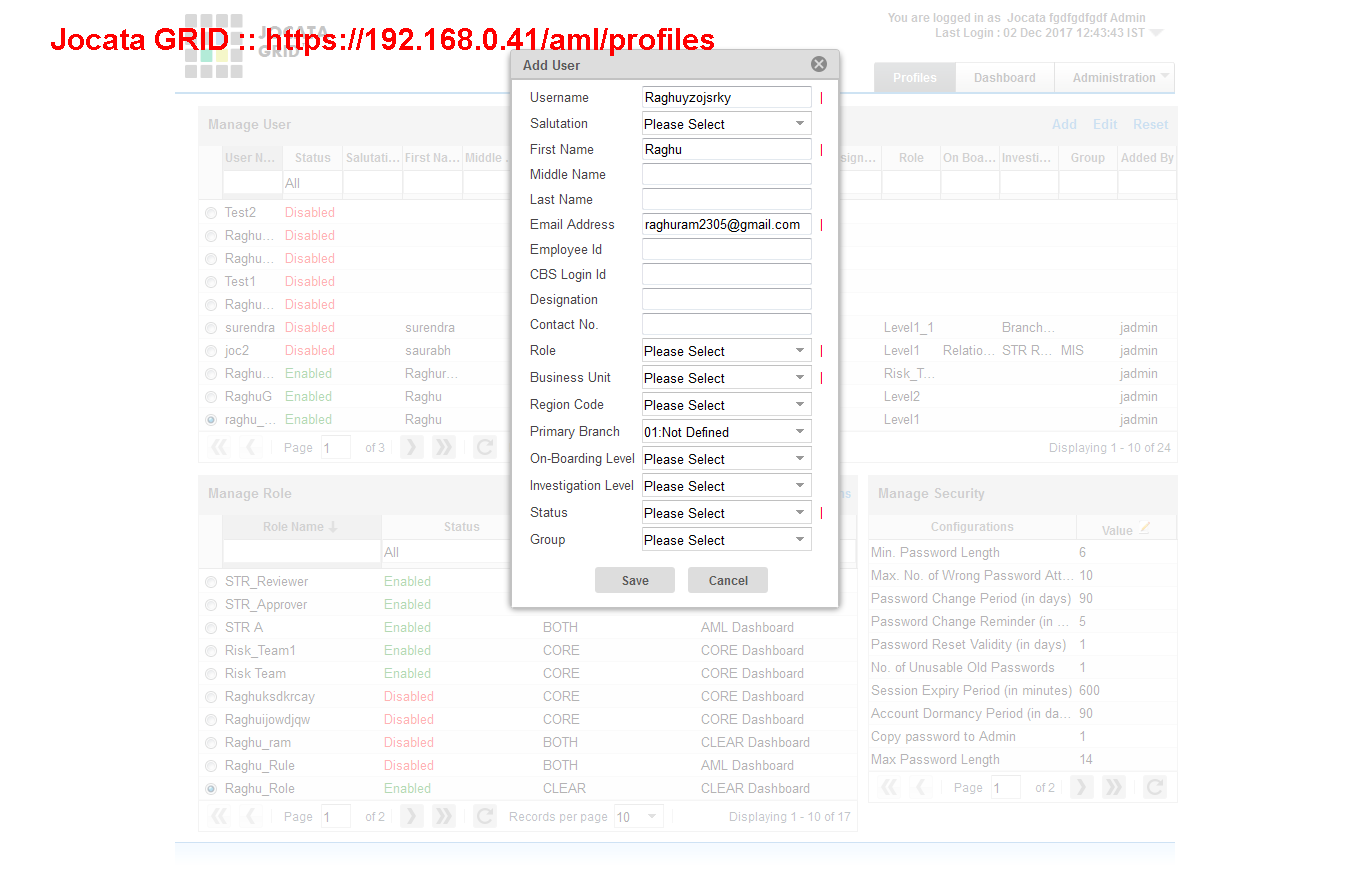 You are logged in as Jocata fgdfgdfgdf Admin
Last Login : 02 Dec 2017 12:43:43 IST
JOCATA
GRID
Jocata GRID :: https://192.168.0.41/aml/profiles
Profiles Dashboard Administration
Add User
Username Raghuyzojsrky
Salutation Please Select
First Name Raghu
Middle Name
Last Name
Email Address raghuram2305@gmail.com
Employee Id
CBS Login Id
Designation
Contact No.
Role Please Select
Business Unit Please Select
Region Code Please Select
Primary Branch 01:Not Defined
On-Boarding Level Please Select
Investigation Level Please Select
Status Please Select
Group Please Select
Save Cancel
Manage User Add Edit Reset
User N... Status Salutati... First Na... Middle sign... Role On Boa... Investi... Group Added By
All
Test2 Disabled
Raghu... Disabled
Raghu... Disabled
Test1 Disabled
Raghu... Disabled
surendra Disabled surendra Level1_1 Branch... jadmin
joc2 Disabled saurabh Level1 Relatio... STR R... MIS jadmin
Raghu... Enabled Raghur... Risk_T... jadmin
RaghuG Enabled Raghu Level2 jadmin
raghu_... Enabled Raghu Level1 jadmin
Page 1 of 3 Displaying 1 - 10 of 24
Manage Role
Role Name Status
All
STR_Reviewer Enabled
STR_Approver Enabled
STR A Enabled BOTH AML Dashboard
Risk_Team1 Enabled CORE CORE Dashboard
Risk Team Enabled CORE CORE Dashboard
Raghuksdkrcay Disabled CORE CORE Dashboard
Raghuijowdjqw Disabled CORE CORE Dashboard
Raghu_ram Disabled BOTH CLEAR Dashboard
Raghu_Rule Disabled BOTH AML Dashboard
Raghu_Role Enabled CLEAR CLEAR Dashboard
Page 1 of 2 Records per page 10 Displaying 1 - 10 of 17
Manage Security
Configurations Value
Min. Password Length 6
Max. No. of Wrong Password Att... 10
Password Change Period (in days) 90
Password Change Reminder (in ... 5
Password Reset Validity (in days) 1
No. of Unusable Old Passwords 1
Session Expiry Period (in minutes) 600
Account Dormancy Period (in da... 90
Copy password to Admin 1
Max Password Length 14
Page 1 of 2